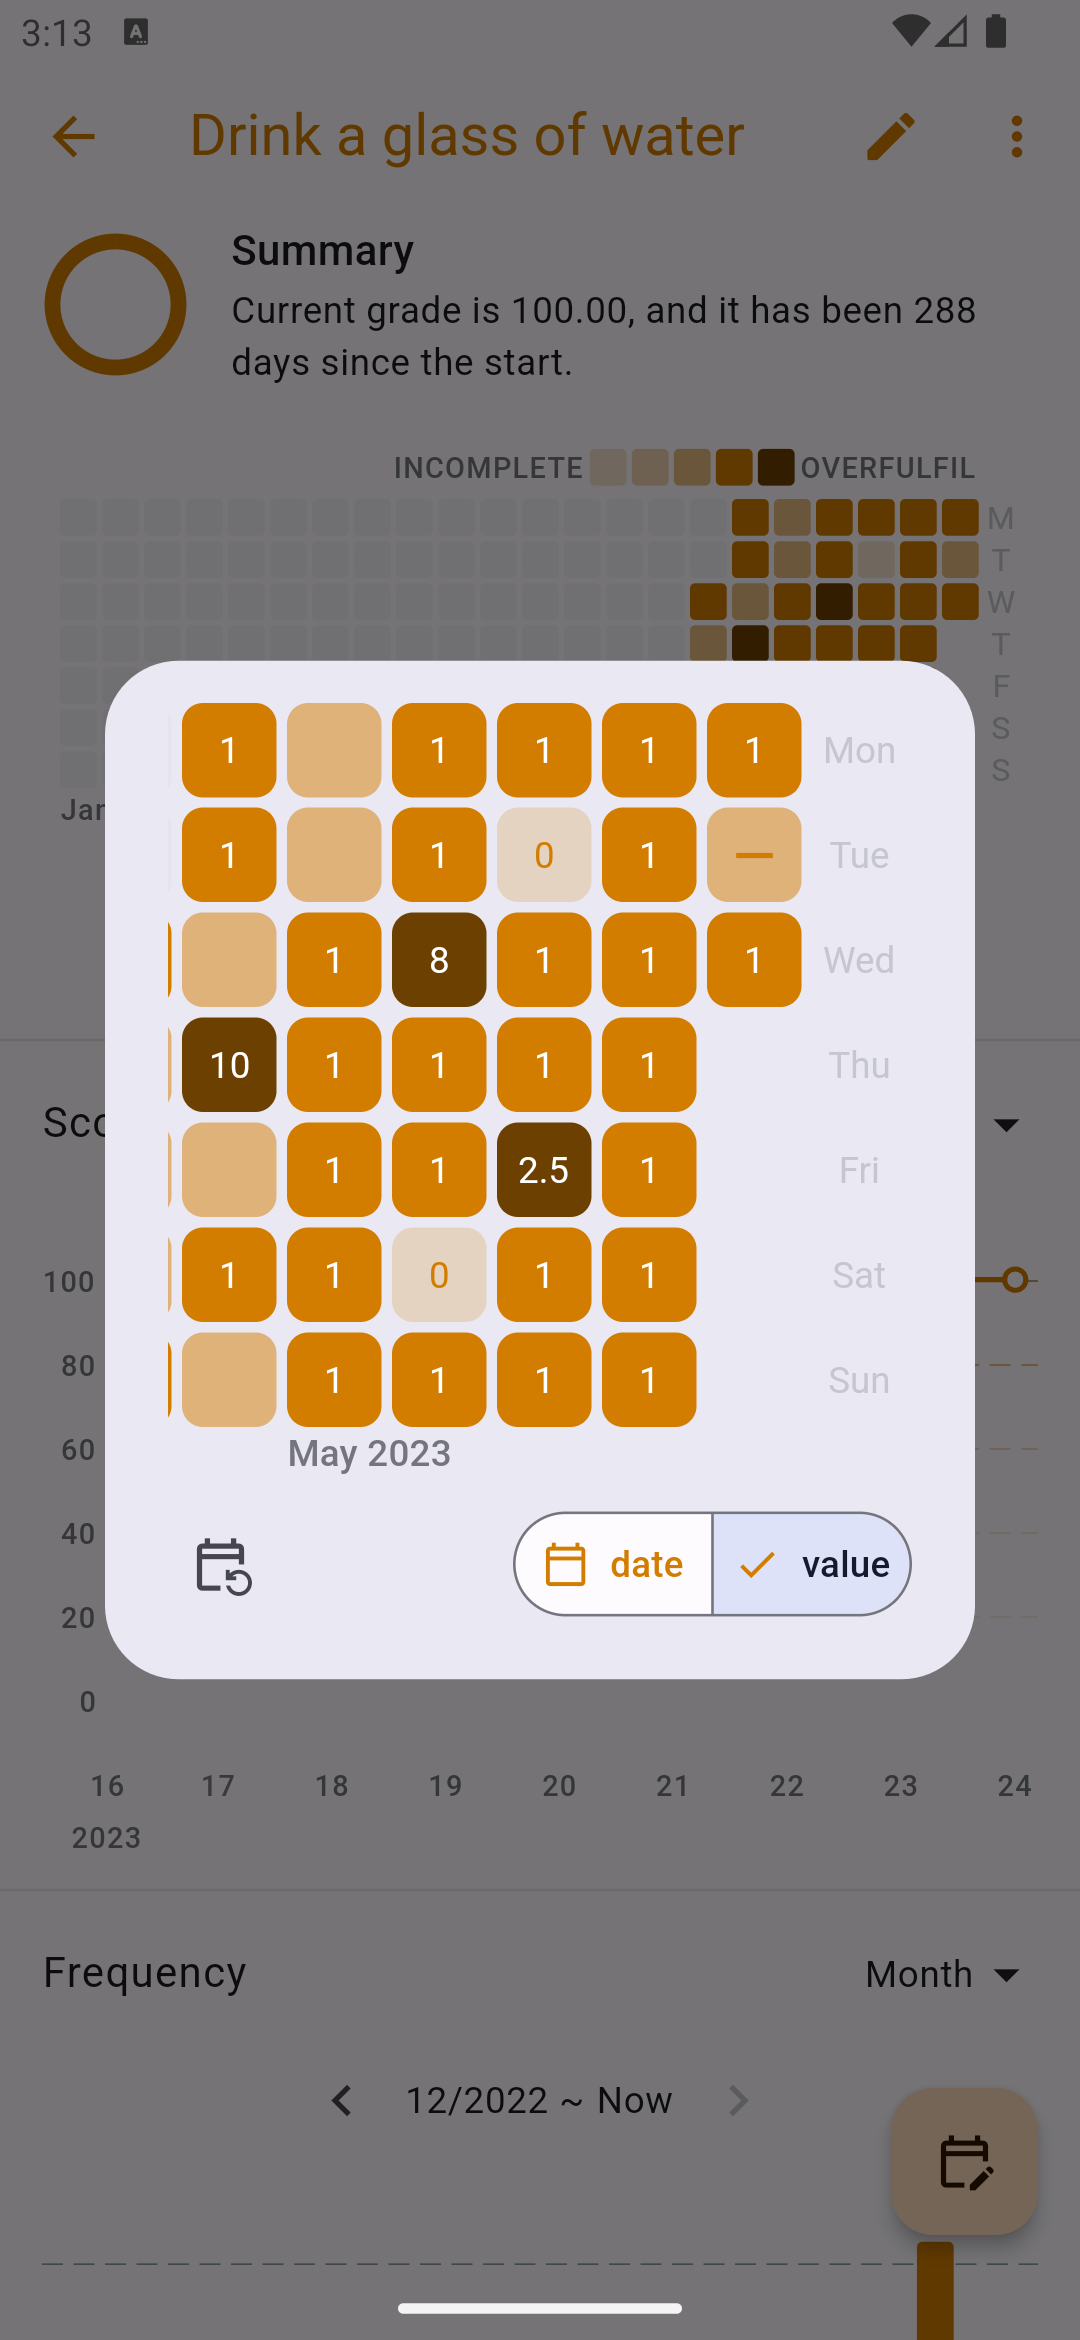 3:13
Drink a glass of water
Summary
Current grade is 100.00, and it has been 288
days since the start.
INCOMPLETE OVERFULFIL
M
T
W
T
F
S
S
Jan
1 1 1 1 1 Mon
1 1 0 1 — Tue
1 8 1 1 1 Wed
10 1 1 1 1 Thu
1 1 2.5 1 Fri
1 1 0 1 1 Sat
1 1 1 1 Sun
May 2023
date value
Sco
100
80
60
40
20
0
16 17 18 19 20 21 22 23 24
2023
Frequency Month
12/2022 ~ Now